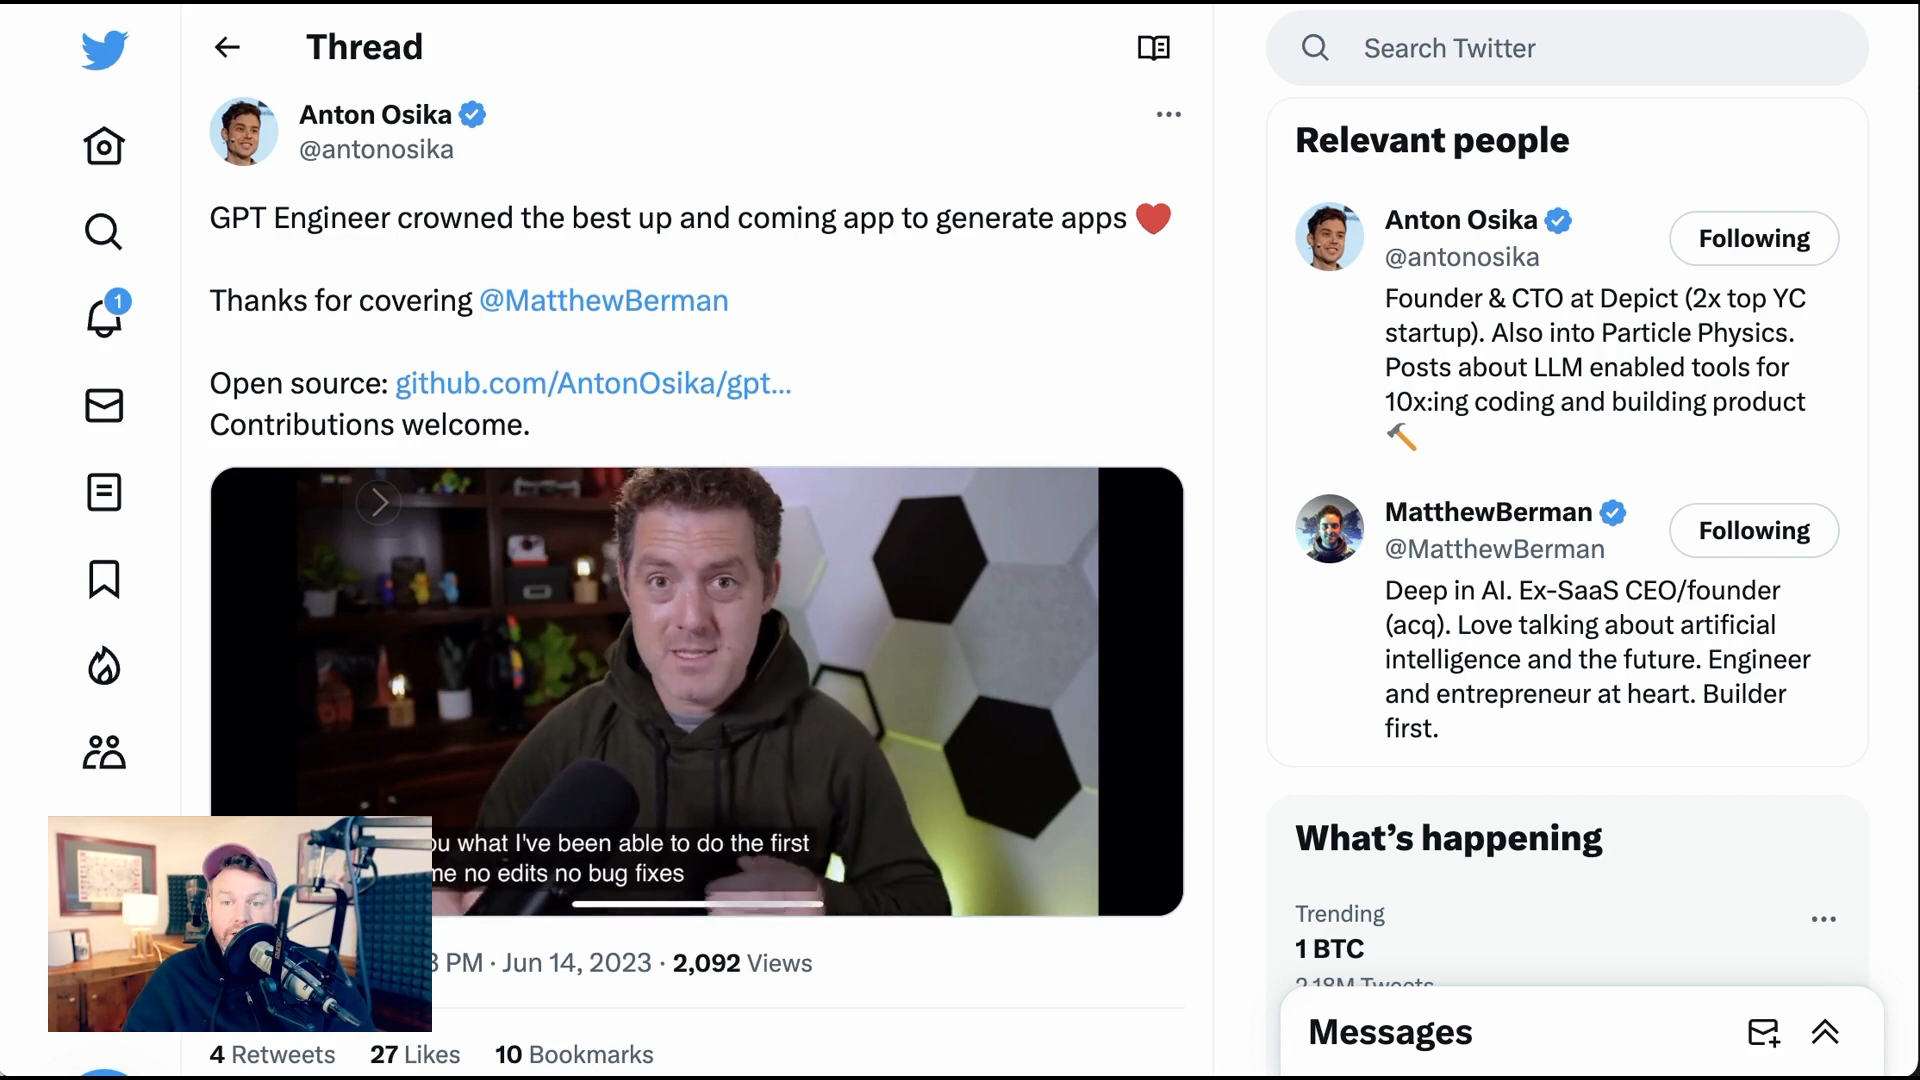 Thread
Anton Osika
@antonosika
GPT Engineer crowned the best up and coming app to generate apps
Thanks for covering @MatthewBerman
Open source: github.com/AntonOsika/gpt...
Contributions welcome.
what I've been able to do the first
no edits no bug fixes
PM · Jun 14, 2023 · 2,092 Views
4 Retweets 27 Likes 10 Bookmarks
1
Search Twitter
Relevant people
Anton Osika
Following
@antonosika
Founder & CTO at Depict (2x top YC
startup). Also into Particle Physics.
Posts about LLM enabled tools for
10x:ing coding and building product
MatthewBerman
Following
@MatthewBerman
Deep in AI. Ex-SaaS CEO/founder
(acq). Love talking about artificial
intelligence and the future. Engineer
and entrepreneur at heart. Builder
first.
What's happening
Trending
1 BTC
Messages